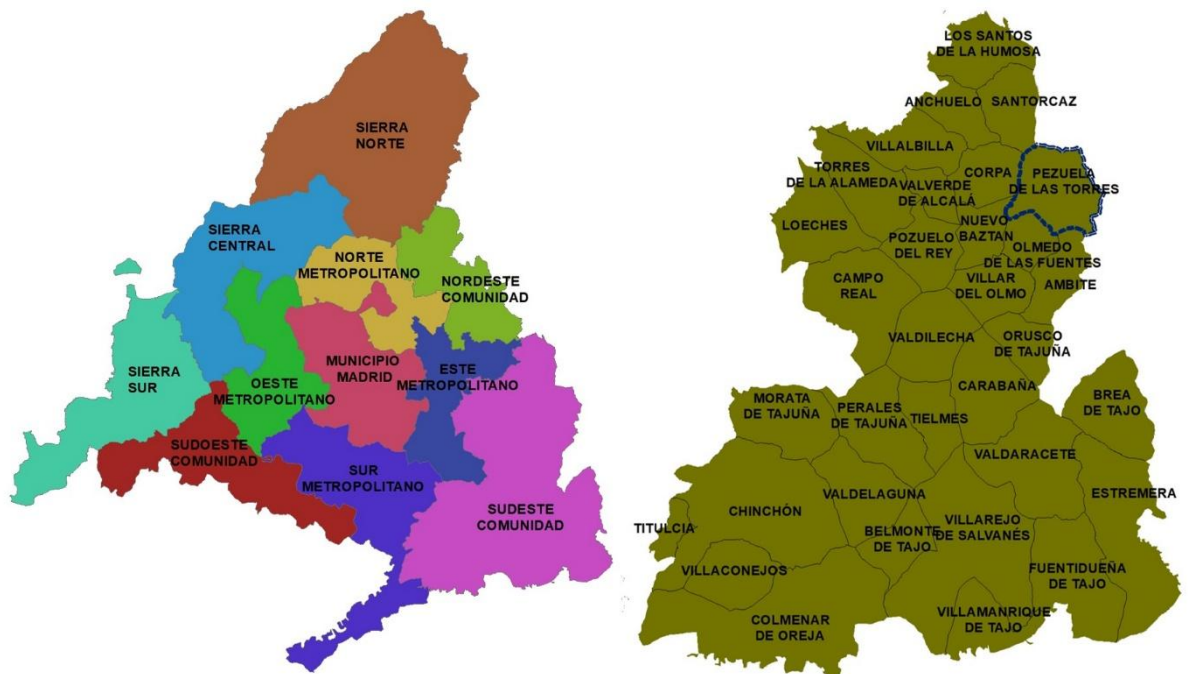 SIERRA
NORTE
SIERRA
CENTRAL
NORTE
METROPOLITANO
NORDESTE
COMUNIDAD
SIERRA
SUR
OESTE
METROPOLITANO
MUNICIPIO
MADRID
ESTE
METROPOLITANO
SUDOESTE
COMUNIDAD
SUR
METROPOLITANO
SUDESTE
COMUNIDAD
LOS SANTOS
DE LA HUMOSA
ANCHUELO
SANTORCAZ
VILLALBILLA
TORRES
DE LA ALAMEDA
VALVERDE
DE ALCALÁ
CORPA
PEZUELA
DE LAS TORRES
LOECHES
POZUELO
DEL REY
NUEVO
BAZTAN
OLMEDO
DE LAS FUENTES
CAMPO
REAL
VILLAR
DEL OLMO
AMBITE
VALDILECHA
ORUSCO
DE TAJUÑA
CARABAÑA
MORATA
DE TAJUÑA
PERALES
DE TAJUÑA
TIELMES
BREA
DE TAJO
VALDARACETE
ESTREMERA
CHINCHÓN
VALDELAGUNA
TITULCIA
BELMONTE
DE TAJO
VILLAREJO
DE SALVANÉS
VILLACONEJOS
FUENTIDUEÑA
DE TAJO
COLMENAR
DE OREJA
VILLAMANRIQUE
DE TAJO